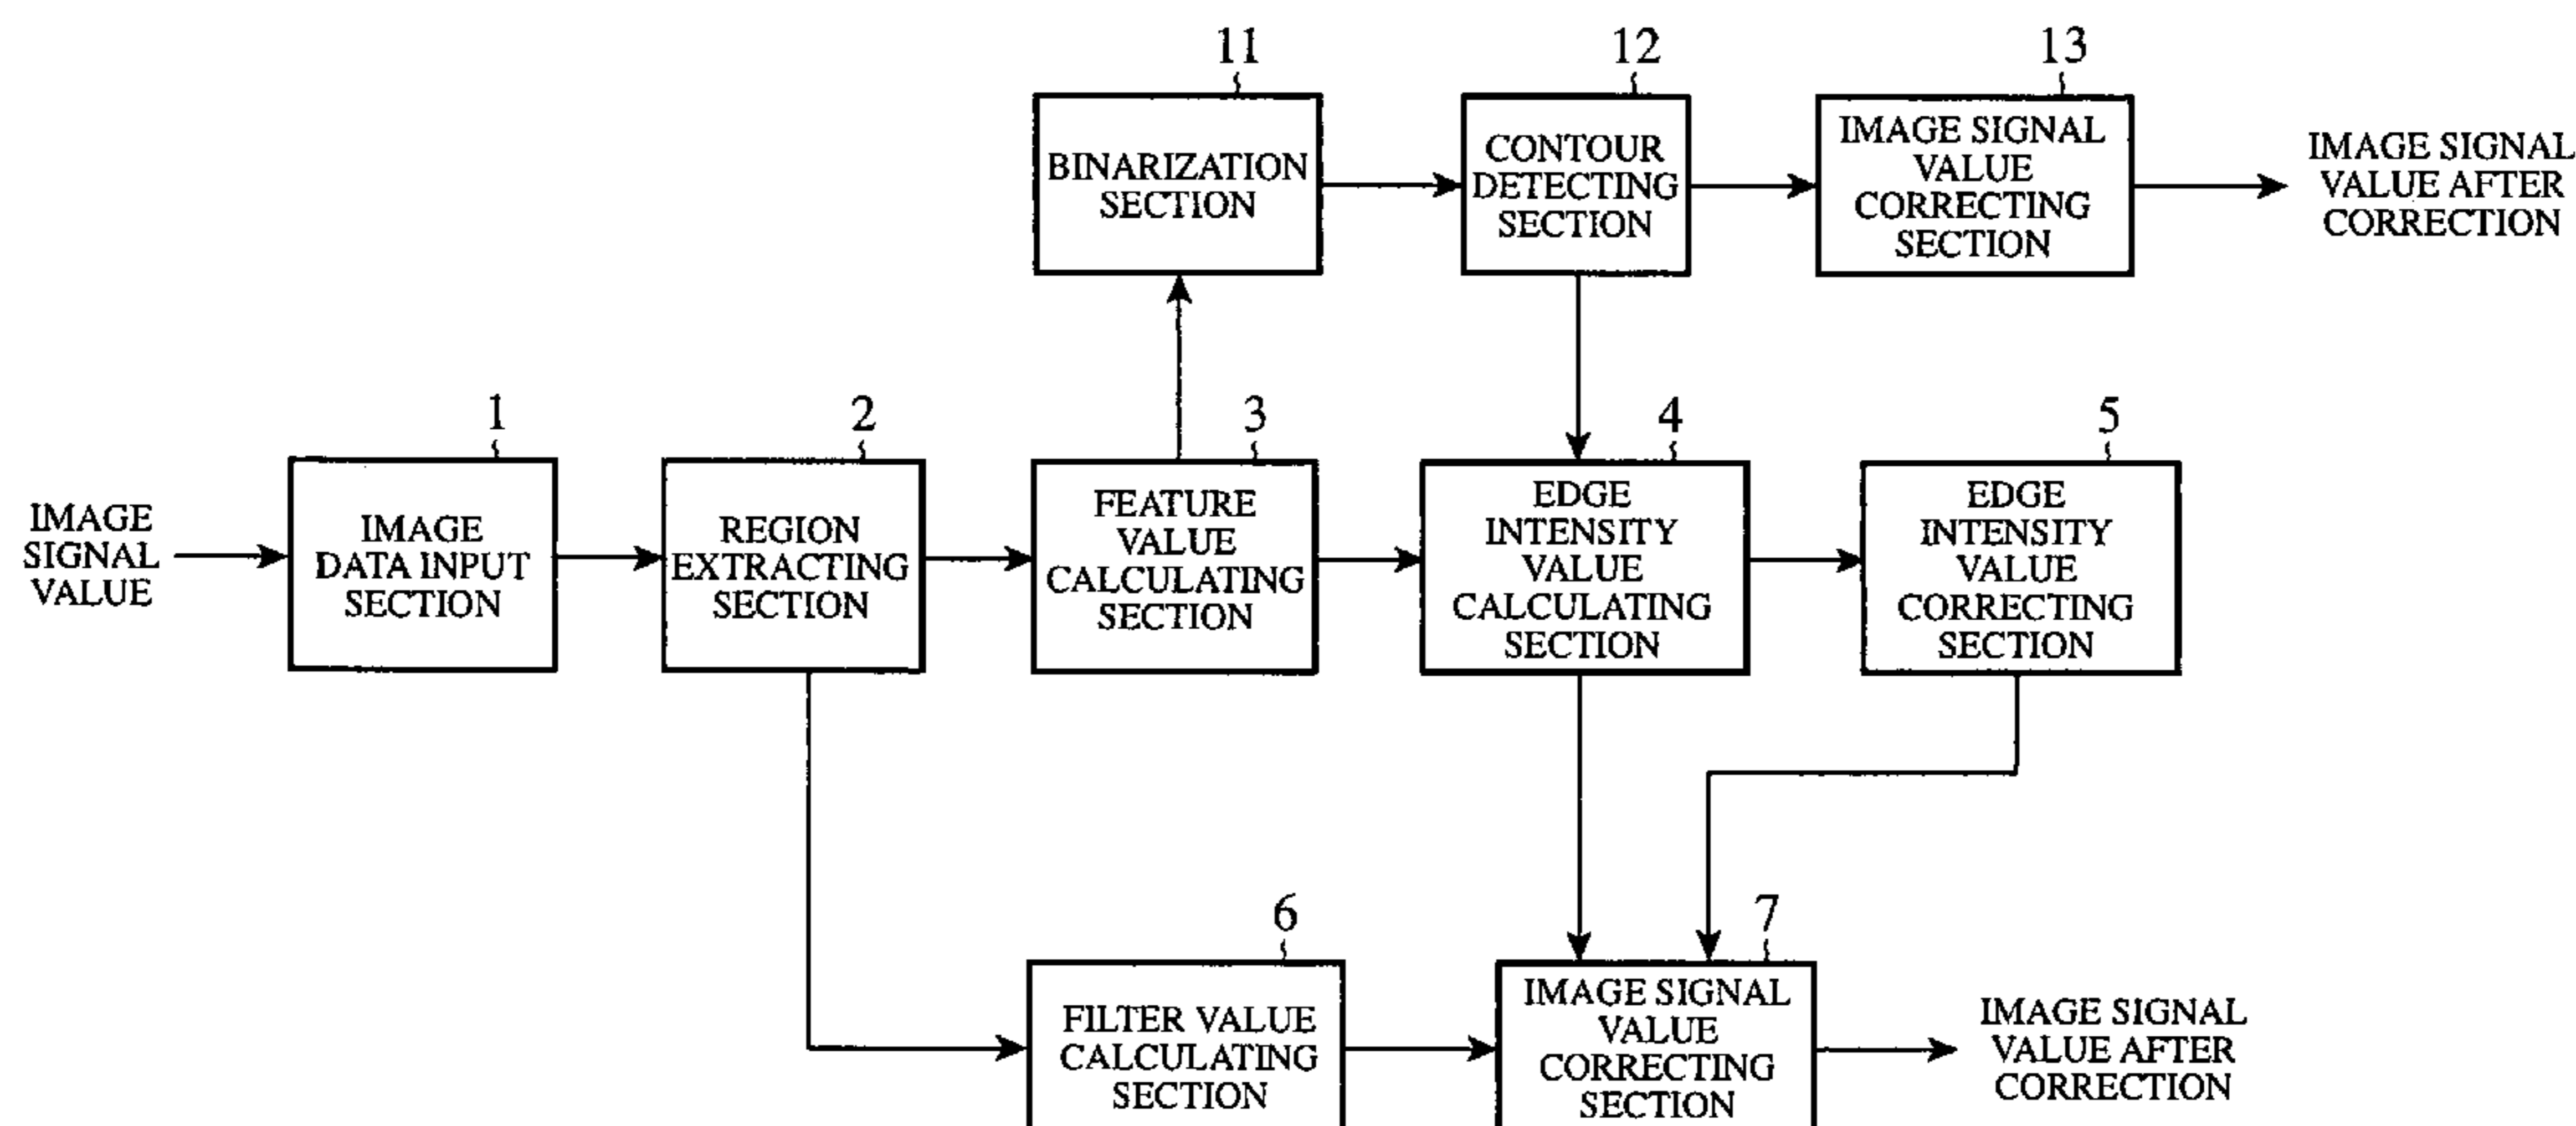 11
12
13
BINARIZATION
SECTION
CONTOUR
DETECTING
SECTION
IMAGE SIGNAL
VALUE
CORRECTING
SECTION
IMAGE SIGNAL
VALUE AFTER
CORRECTION
1
2
3
4
5
IMAGE
SIGNAL
VALUE
IMAGE
DATA INPUT
SECTION
REGION
EXTRACTING
SECTION
FEATURE
VALUE
CALCULATING
SECTION
EDGE
INTENSITY
VALUE
CALCULATING
SECTION
EDGE
INTENSITY
VALUE
CORRECTING
SECTION
6
7
FILTER VALUE
CALCULATING
SECTION
IMAGE SIGNAL
VALUE
CORRECTING
SECTION
IMAGE SIGNAL
VALUE AFTER
CORRECTION